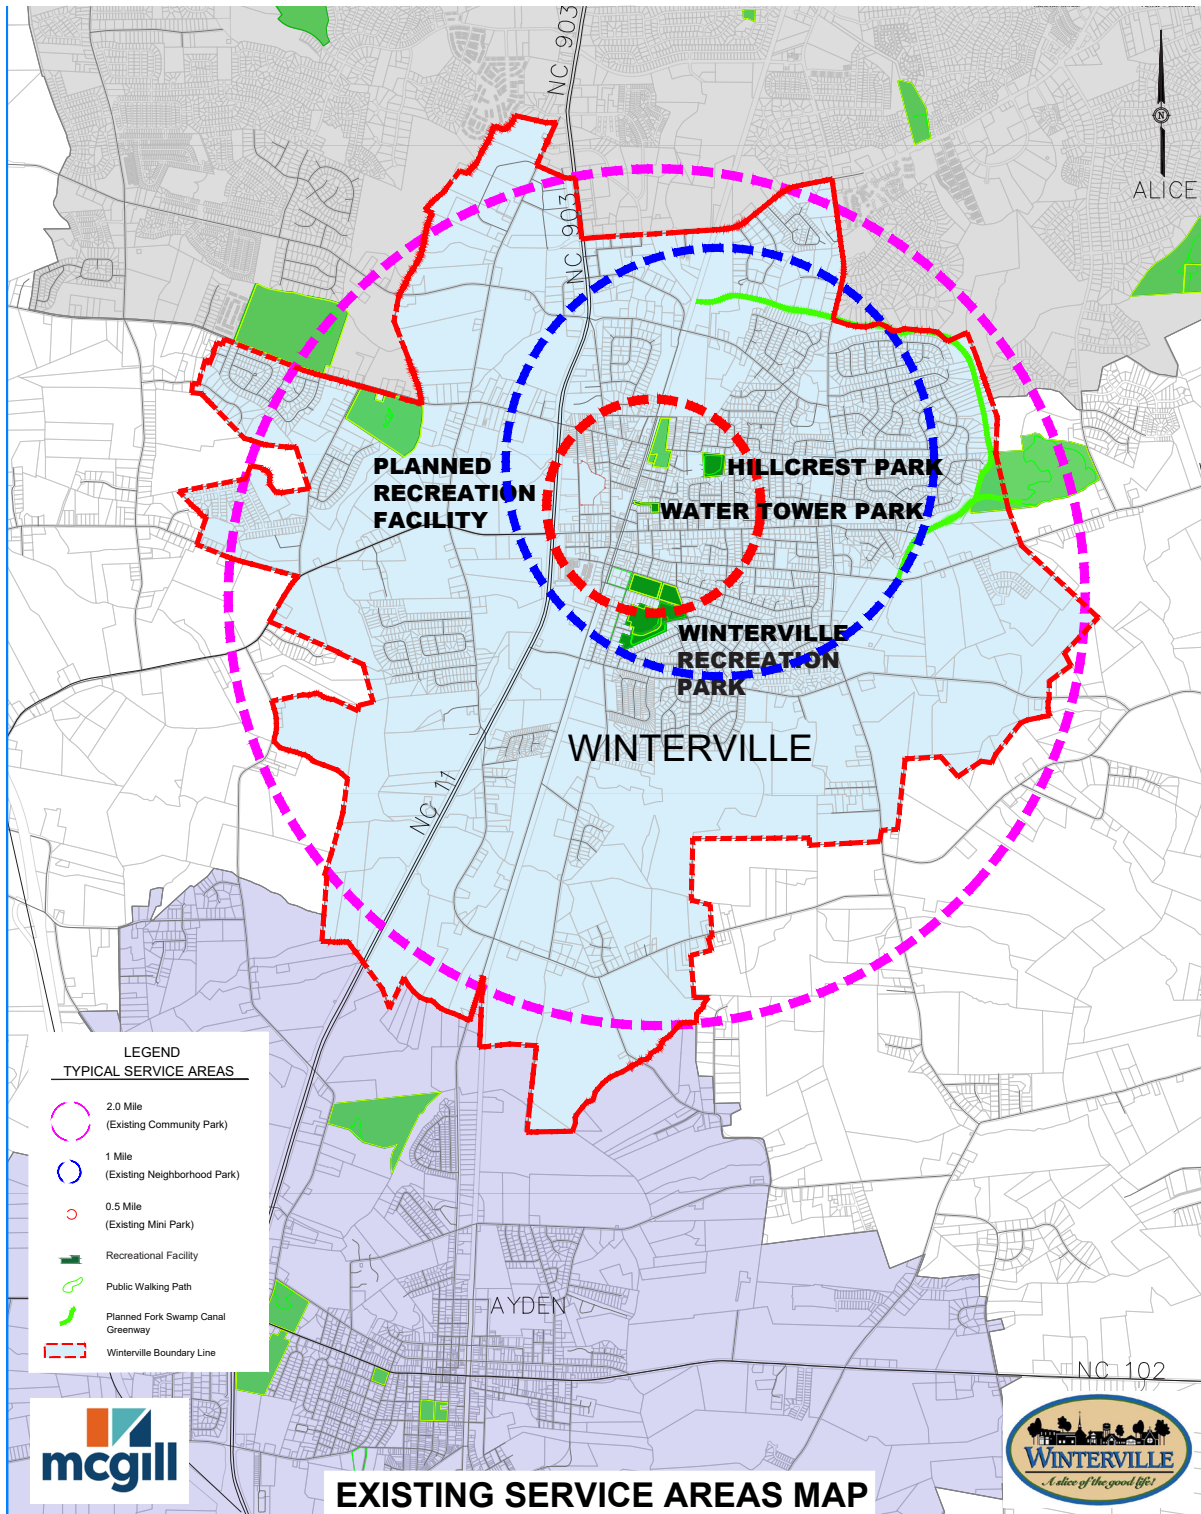 NC 903
ALICE
N
NC 903
PLANNED
RECREATION
FACILITY
HILLCREST PARK
WATER TOWER PARK
WINTERVILLE
RECREATION
PARK
WINTERVILLE
NC 11
LEGEND
TYPICAL SERVICE AREAS
2.0 Mile
(Existing Community Park)
1 Mile
(Existing Neighborhood Park)
0.5 Mile
(Existing Mini Park)
Recreational Facility
Public Walking Path
Planned Fork Swamp Canal
Greenway
Winterville Boundary Line
AYDEN
NC 102
mcgill
EXISTING SERVICE AREAS MAP
WINTERVILLE
A slice of the good life!